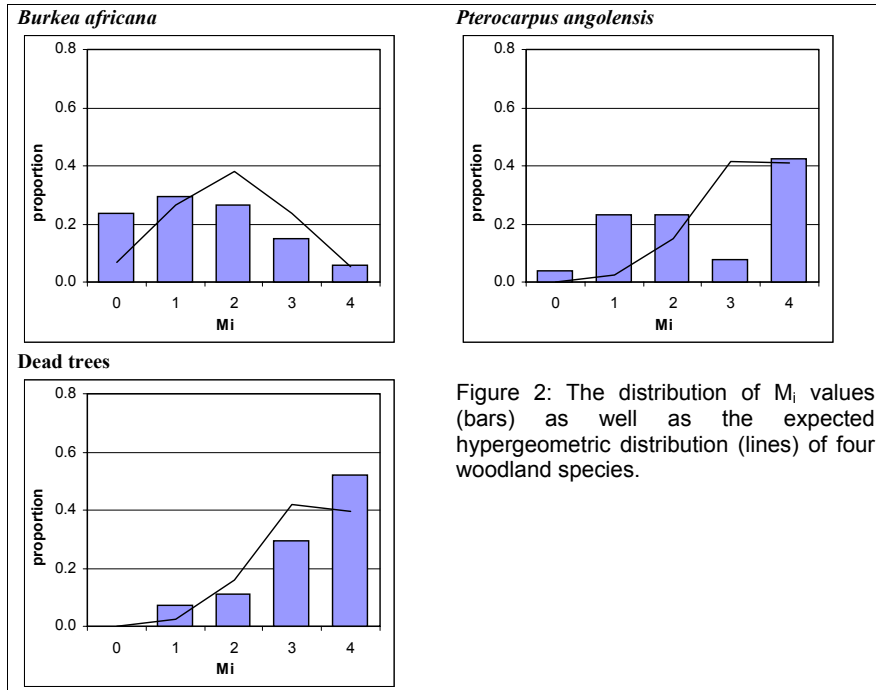 Burkea africana
0.8
0.6
0.4
0.2
0.0
proportion
0 1 2 3 4
Mi
Pterocarpus angolensis
0.8
0.6
0.4
0.2
0.0
proportion
0 1 2 3 4
Mi
Dead trees
0.8
0.6
0.4
0.2
0.0
proportion
0 1 2 3 4
Mi
Figure 2: The distribution of Mi values
(bars) as well as the expected
hypergeometric distribution (lines) of four
woodland species.